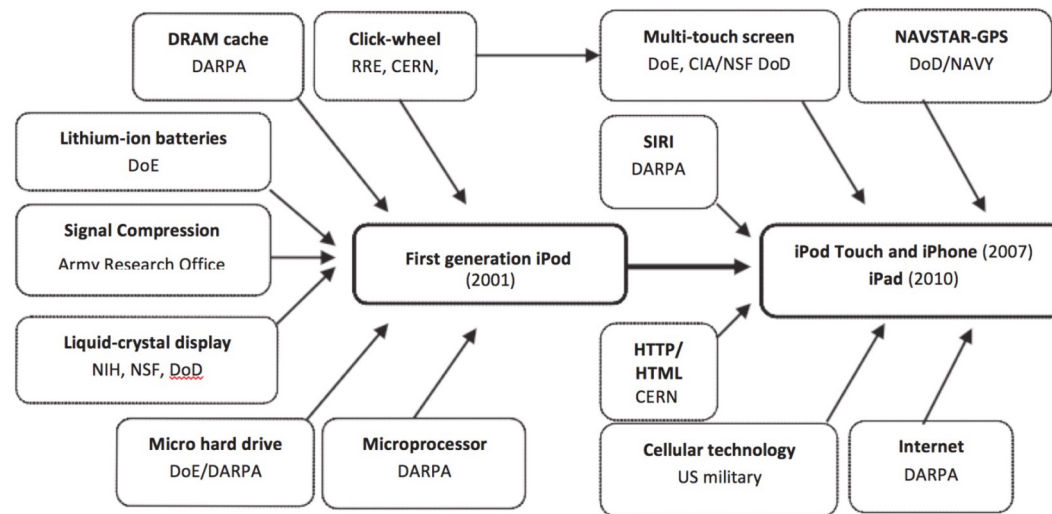 DRAM cache
DARPA
Click-wheel
RRE, CERN,
Multi-touch screen
DoE, CIA/NSF DoD
NAVSTAR-GPS
DoD/NAVY
Lithium-ion batteries
DoE
SIRI
DARPA
Signal Compression
Army Research Office
First generation iPod
(2001)
iPod Touch and iPhone (2007)
iPad (2010)
Liquid-crystal display
NIH, NSF, DoD
HTTP/
HTML
CERN
Micro hard drive
DoE/DARPA
Microprocessor
DARPA
Cellular technology
US military
Internet
DARPA